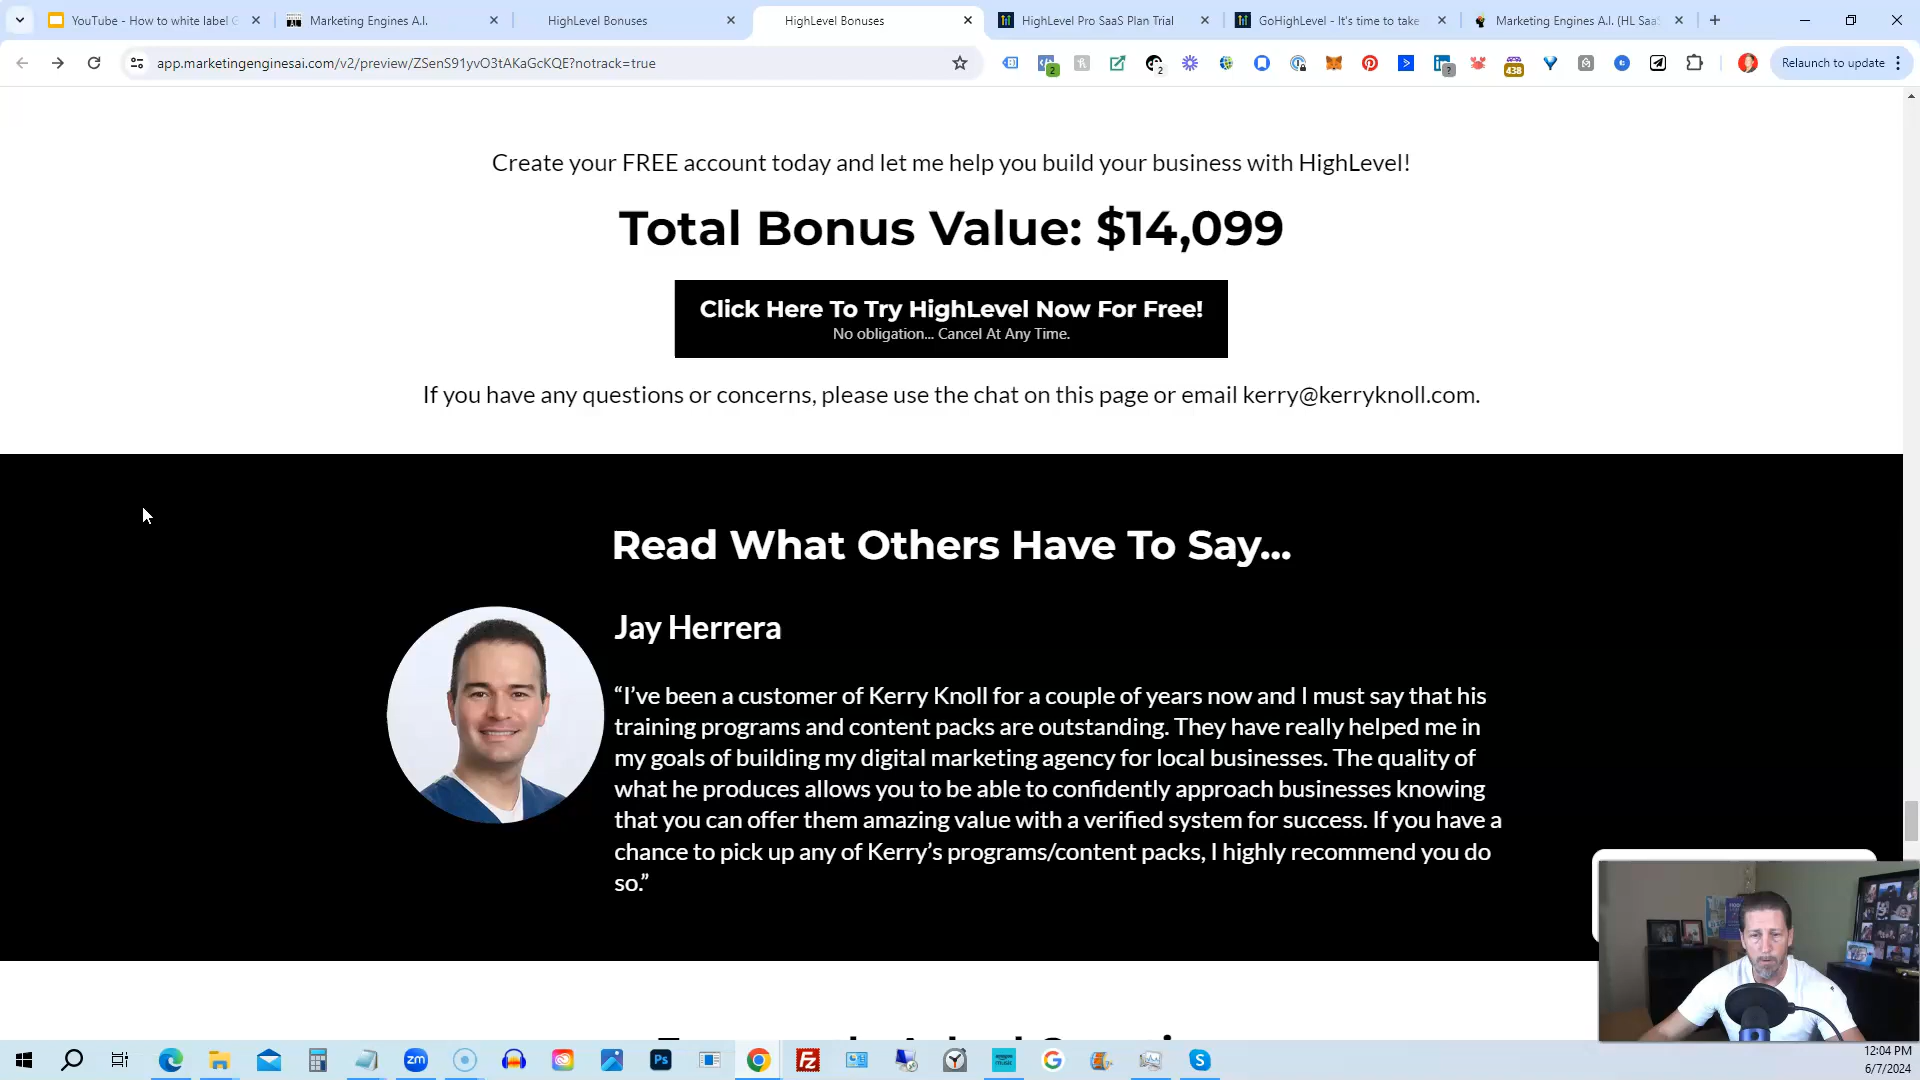 YouTube - How to white label G
Marketing Engines A.I.
HighLevel Bonuses
HighLevel Bonuses
HighLevel Pro SaaS Plan Trial
GoHighLevel - It's time to take
Marketing Engines A.I. (HL SaaS
app.marketingenginesai.com/v2/preview/ZSenS91yvO3tAKaGcKQE?notrack=true
2
2
438
?
Relaunch to update
Create your FREE account today and let me help you build your business with HighLevel!
Total Bonus Value: $14,099
Click Here To Try HighLevel Now For Free!
No obligation... Cancel At Any Time.
If you have any questions or concerns, please use the chat on this page or email kerry@kerryknoll.com.
Read What Others Have To Say...
Jay Herrera
“I’ve been a customer of Kerry Knoll for a couple of years now and I must say that his
training programs and content packs are outstanding. They have really helped me in
my goals of building my digital marketing agency for local businesses. The quality of
what he produces allows you to be able to confidently approach businesses knowing
that you can offer them amazing value with a verified system for success. If you have a
chance to pick up any of Kerry’s programs/content packs, I highly recommend you do
so.”
zm
Ps
12:04 PM
6/7/2024